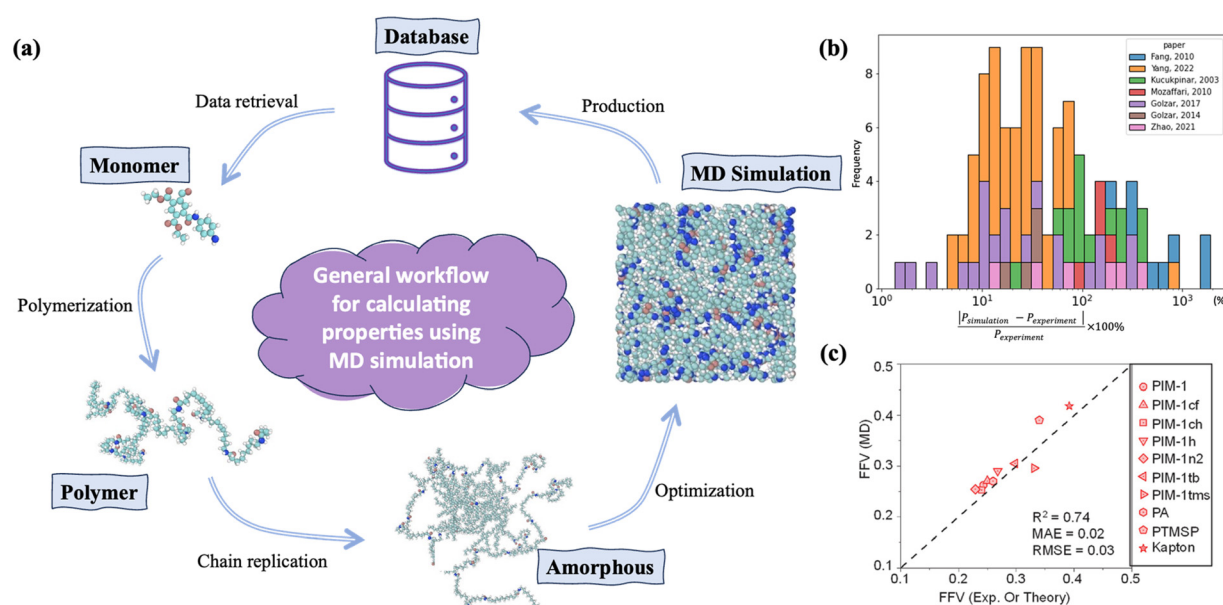 (a)
Database
Data retrieval
Production
Monomer
MD Simulation
General workflow
for calculating
properties using
MD simulation
Polymerization
Polymer
Optimization
Chain replication
Amorphous
(b)
paper
Fang, 2010
Yang, 2022
Kucukpinar, 2003
Mozaffari, 2010
Golzar, 2017
Golzar, 2014
Zhao, 2021
Frequency
8
6
4
2
0
10⁰ 10¹ 10² 10³ (%
|P_simulation − P_experiment|
P_experiment
×100%
(c)
FFV (MD)
0.5
0.4
0.3
0.2
0.1
0.1 0.2 0.3 0.4 0.5
FFV (Exp. Or Theory)
R² = 0.74
MAE = 0.02
RMSE = 0.03
PIM-1
PIM-1cf
PIM-1ch
PIM-1h
PIM-1n2
PIM-1tb
PIM-1tms
PA
PTMSP
Kapton